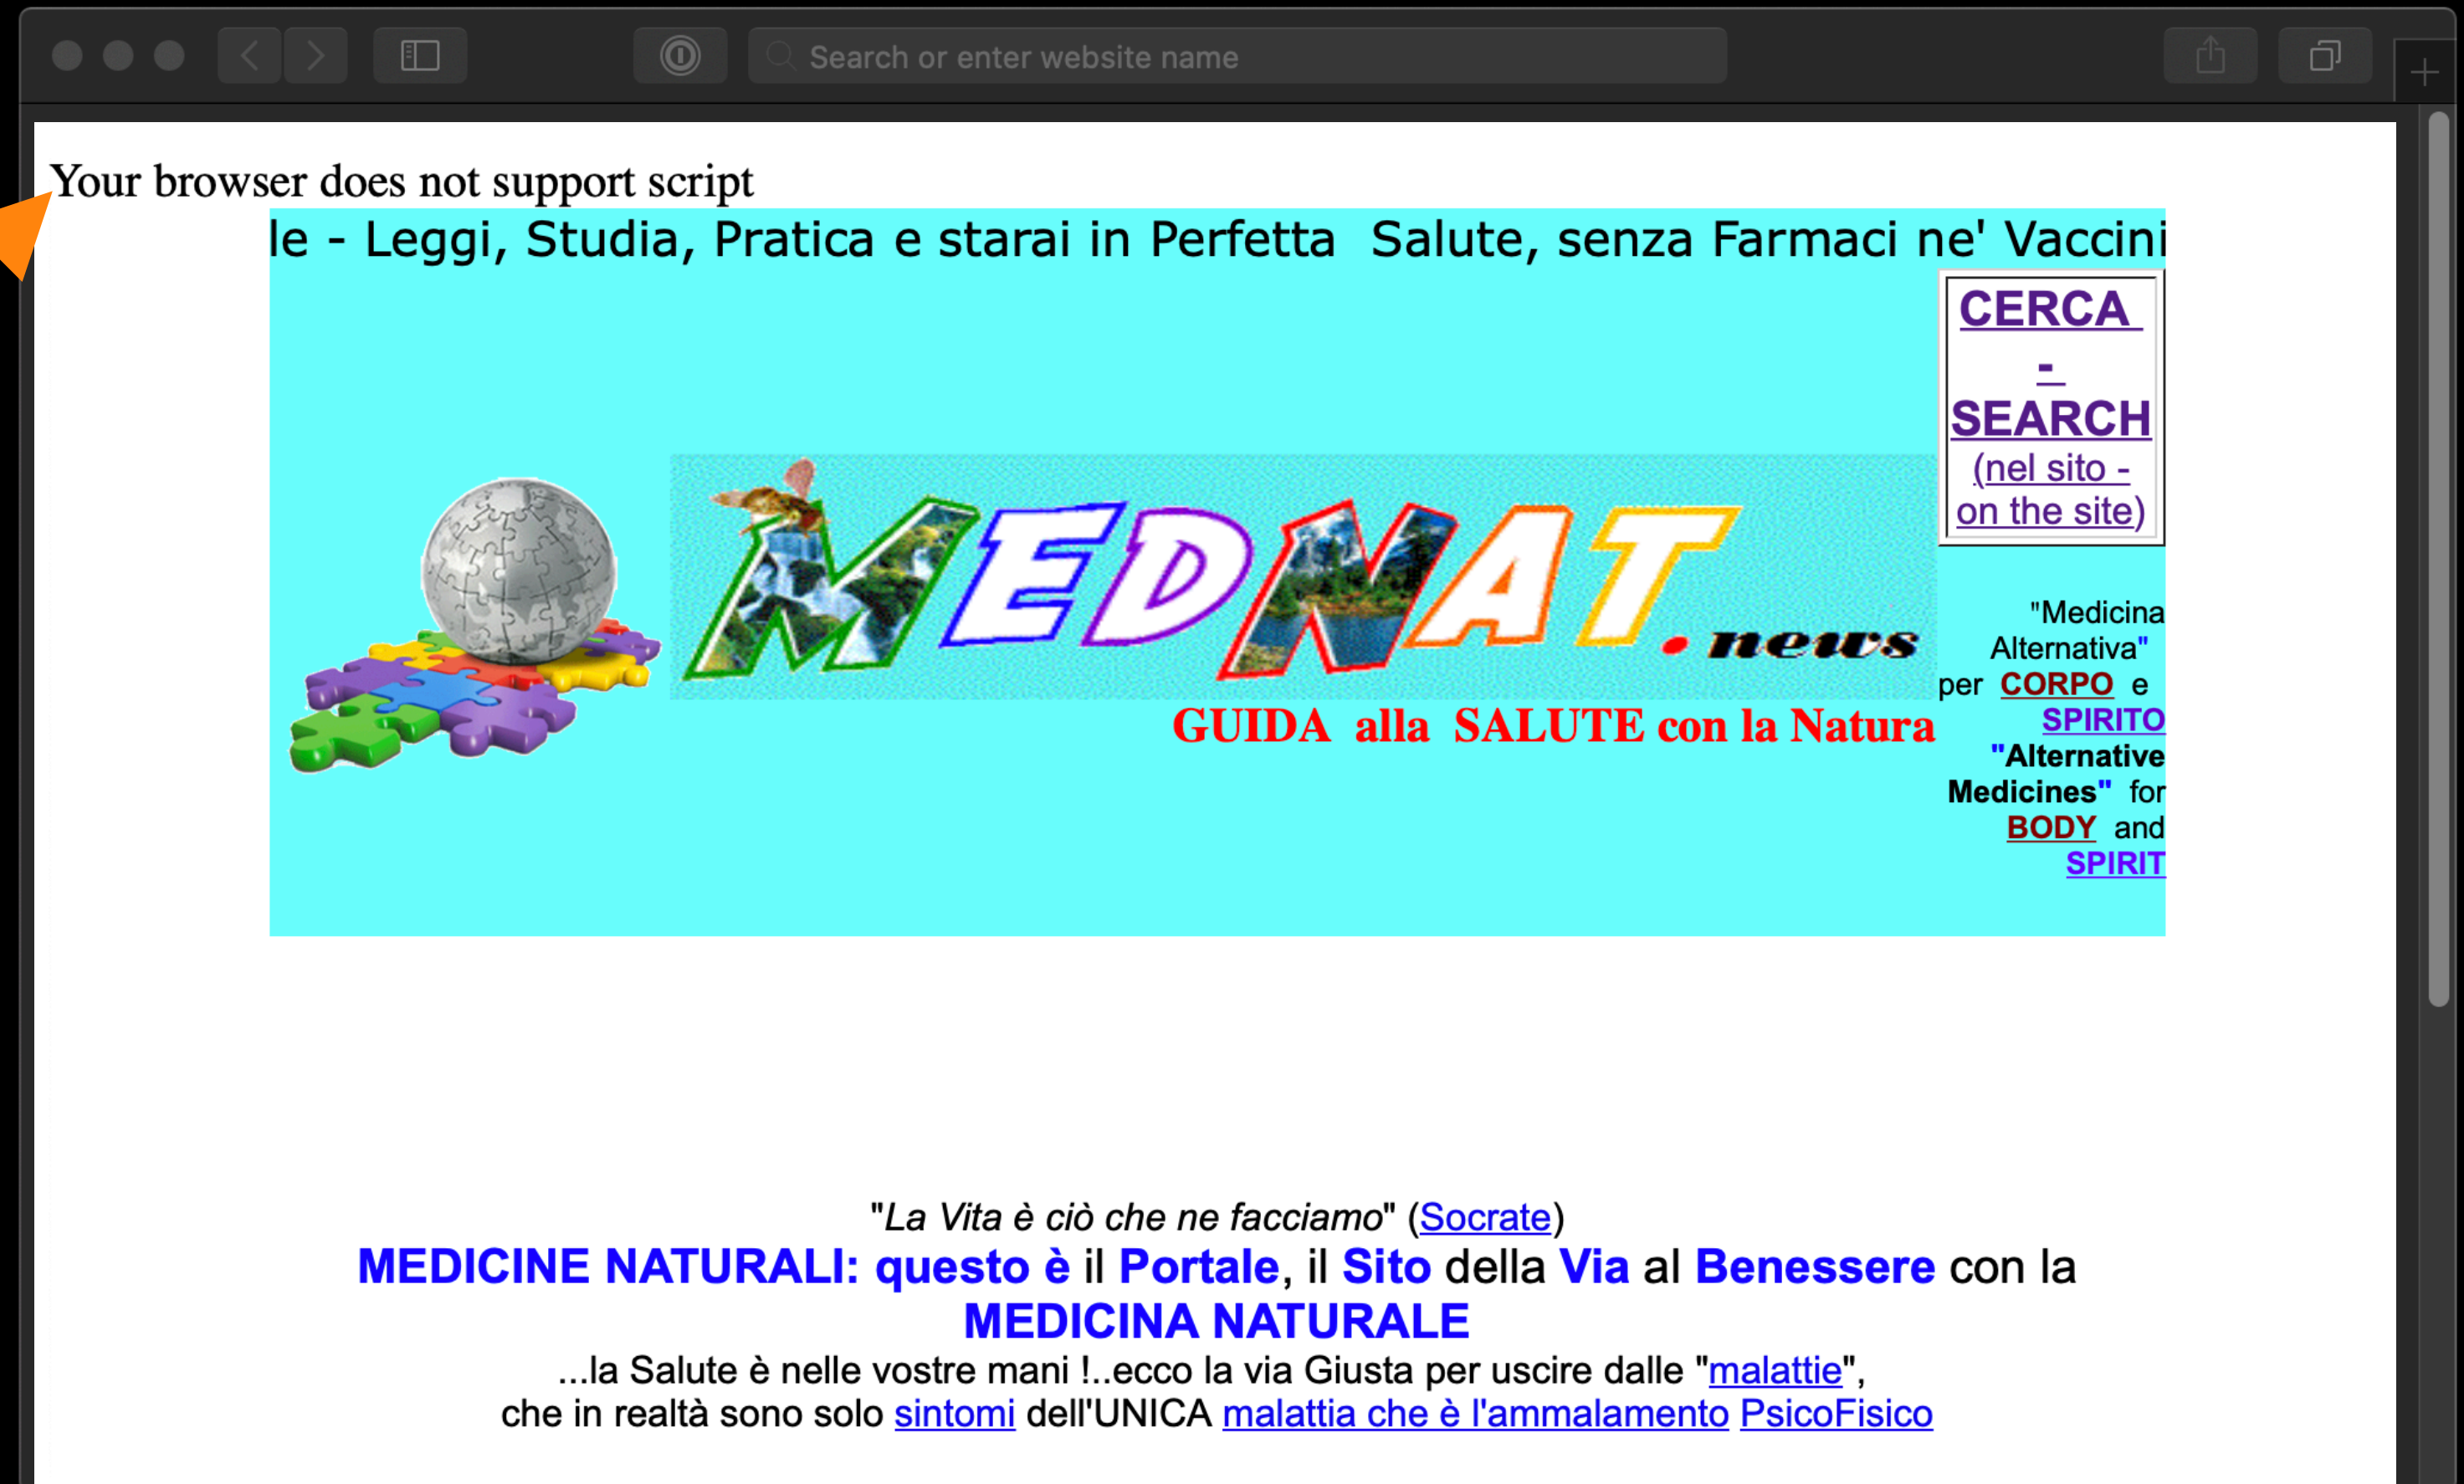 Search or enter website name
Your browser does not support script
le - Leggi, Studia, Pratica e starai in Perfetta  Salute, senza Farmaci ne' Vaccini
CERCA
-
SEARCH
(nel sito -
on the site)
MEDNAT.news
GUIDA alla SALUTE con la Natura
"Medicina
Alternativa"
per CORPO e
SPIRITO
"Alternative
Medicines" for
BODY and
SPIRIT
"La Vita è ciò che ne facciamo" (Socrate)
MEDICINE NATURALI: questo è il Portale, il Sito della Via al Benessere con la
MEDICINA NATURALE
...la Salute è nelle vostre mani !..ecco la via Giusta per uscire dalle "malattie",
che in realtà sono solo sintomi dell'UNICA malattia che è l'ammalamento PsicoFisico